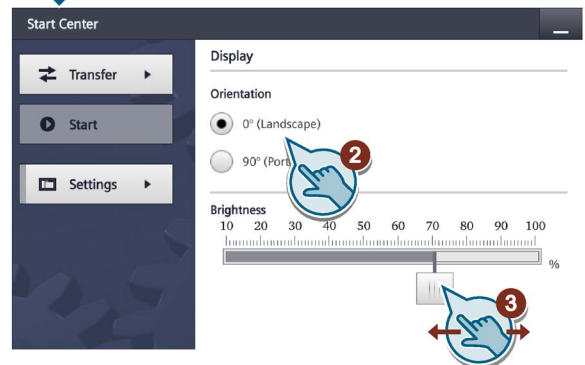 Start Center
Transfer
Start
Settings
Display
Orientation
0° (Landscape)
90° (Port
2
Brightness
10 20 30 40 50 60 70 80 90 100
%
3